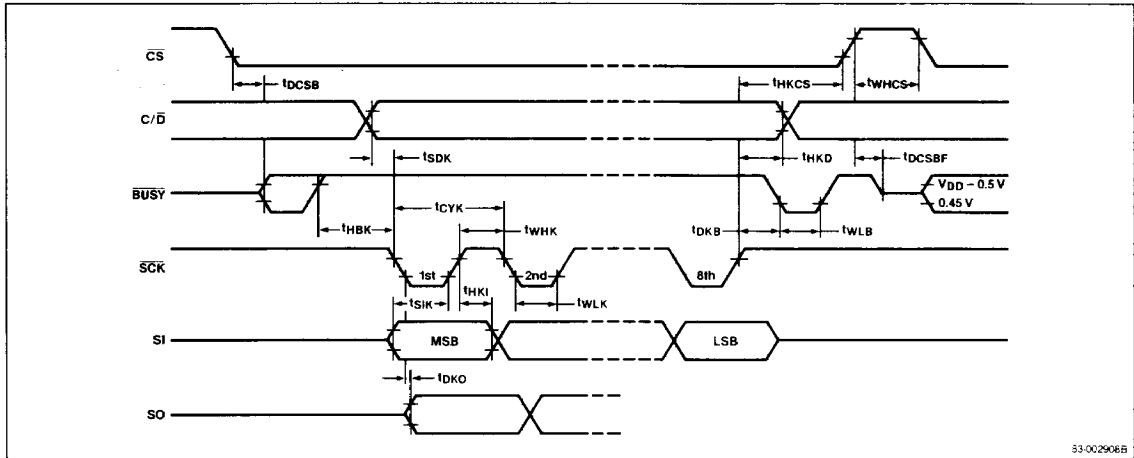 CS
tDCSB
tHKCS
tWHCS
C/D
tSDK
tHKD
tDCSBF
BUSY
VDD – 0.5 V
0.45 V
tCYK
tHBK
tWHK
tDKB
tWLB
SCK
1st
2nd
8th
tSIK
tHKI
tWLK
SI
MSB
LSB
tDKO
SO
83-002906B